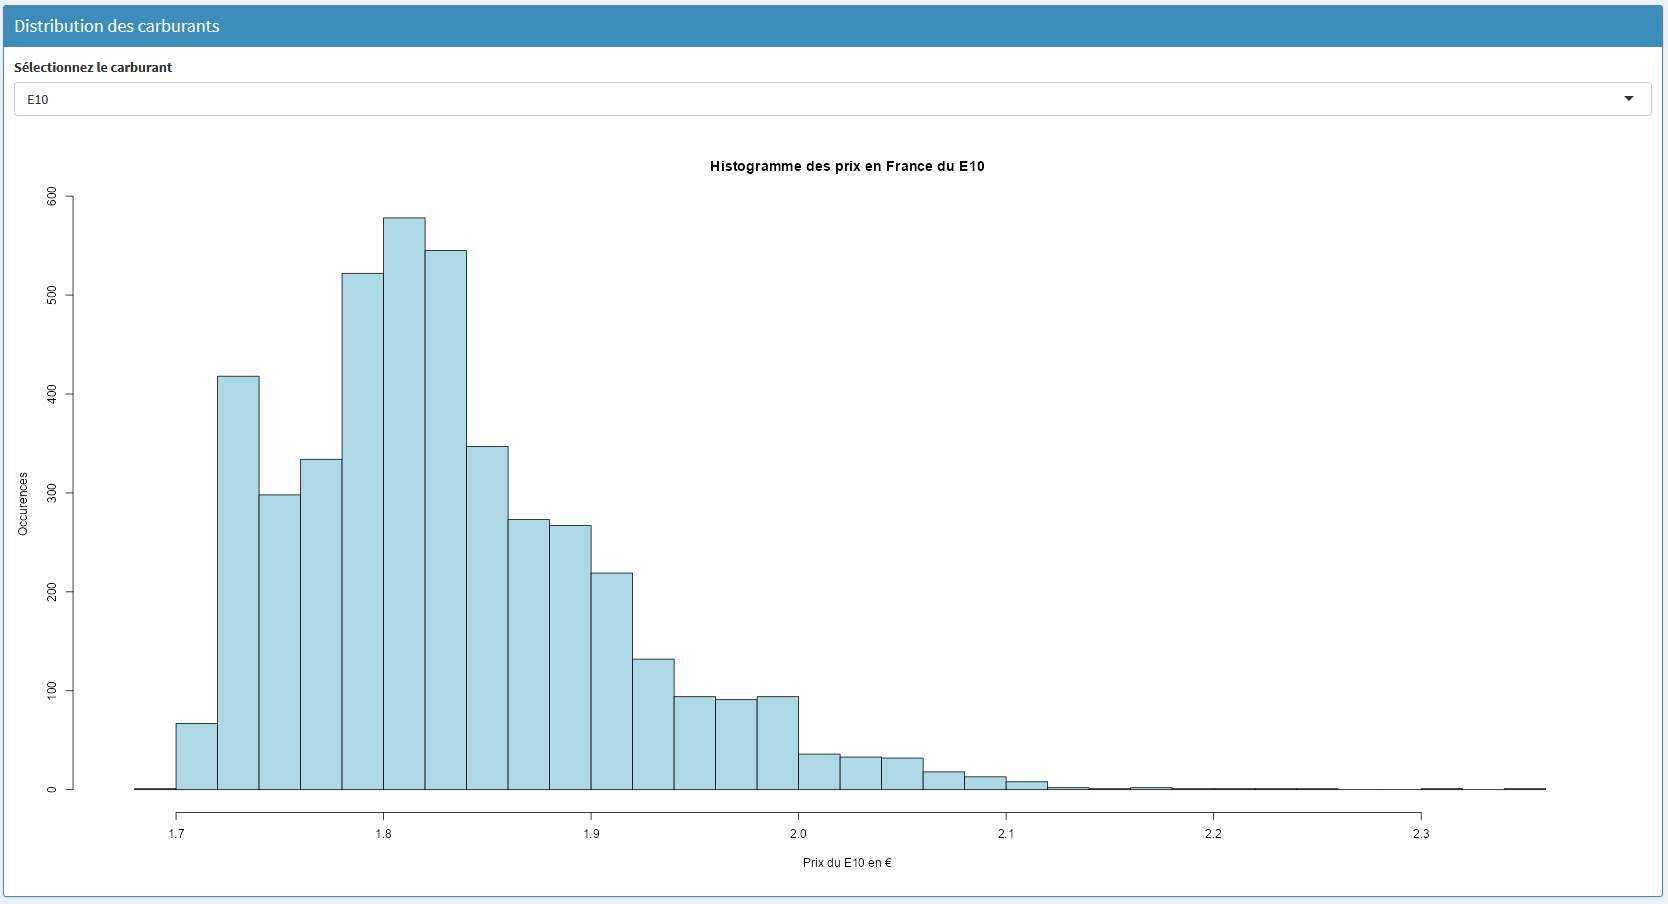 Distribution des carburants
Sélectionnez le carburant
E10
Histogramme des prix en France du E10
600
500
400
300
200
100
0
Occurences
1.7 1.8 1.9 2.0 2.1 2.2 2.3
Prix du E10 en €